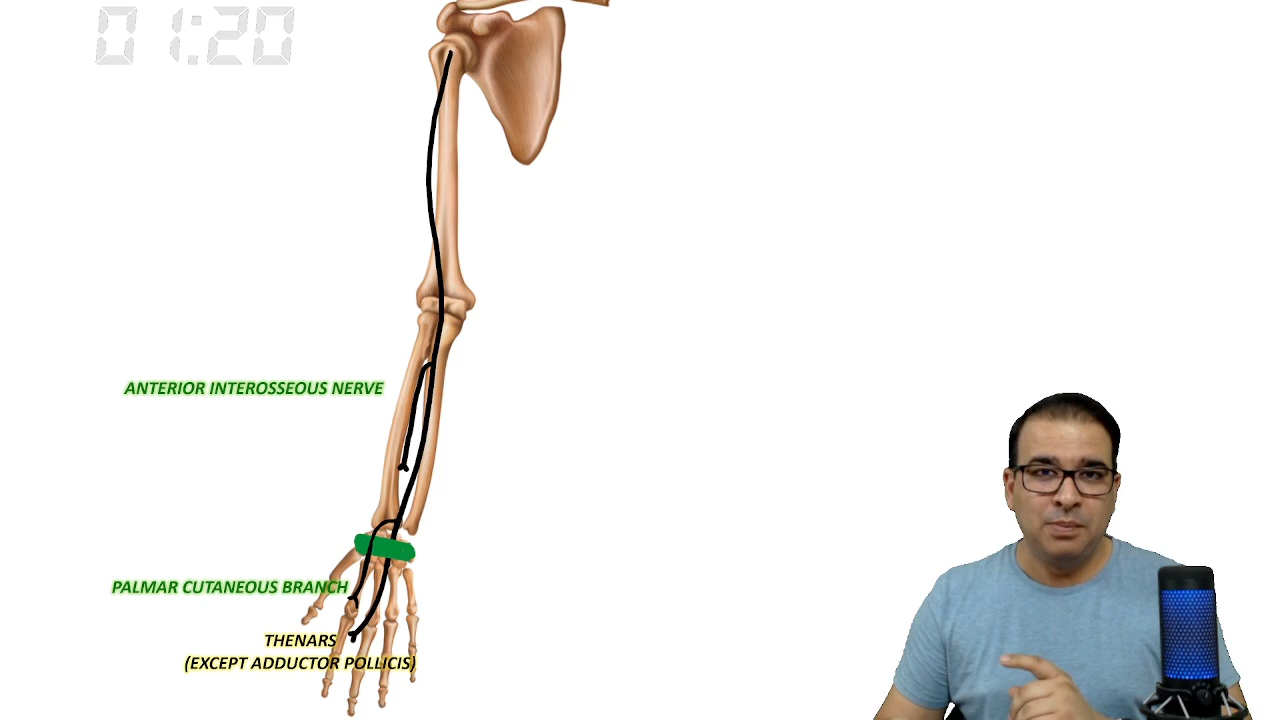 01:20
ANTERIOR INTEROSSEOUS NERVE
PALMAR CUTANEOUS BRANCH
THENARS
(EXCEPT ADDUCTOR POLLICIS)